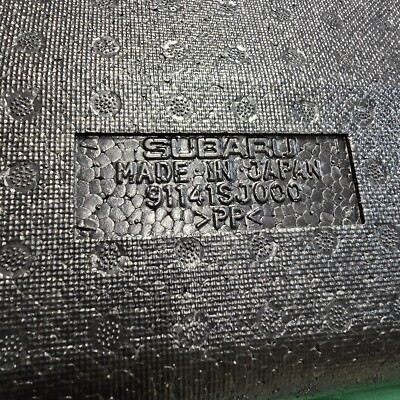 SUBARU
MADE IN JAPAN
91141SJ000
>PP<